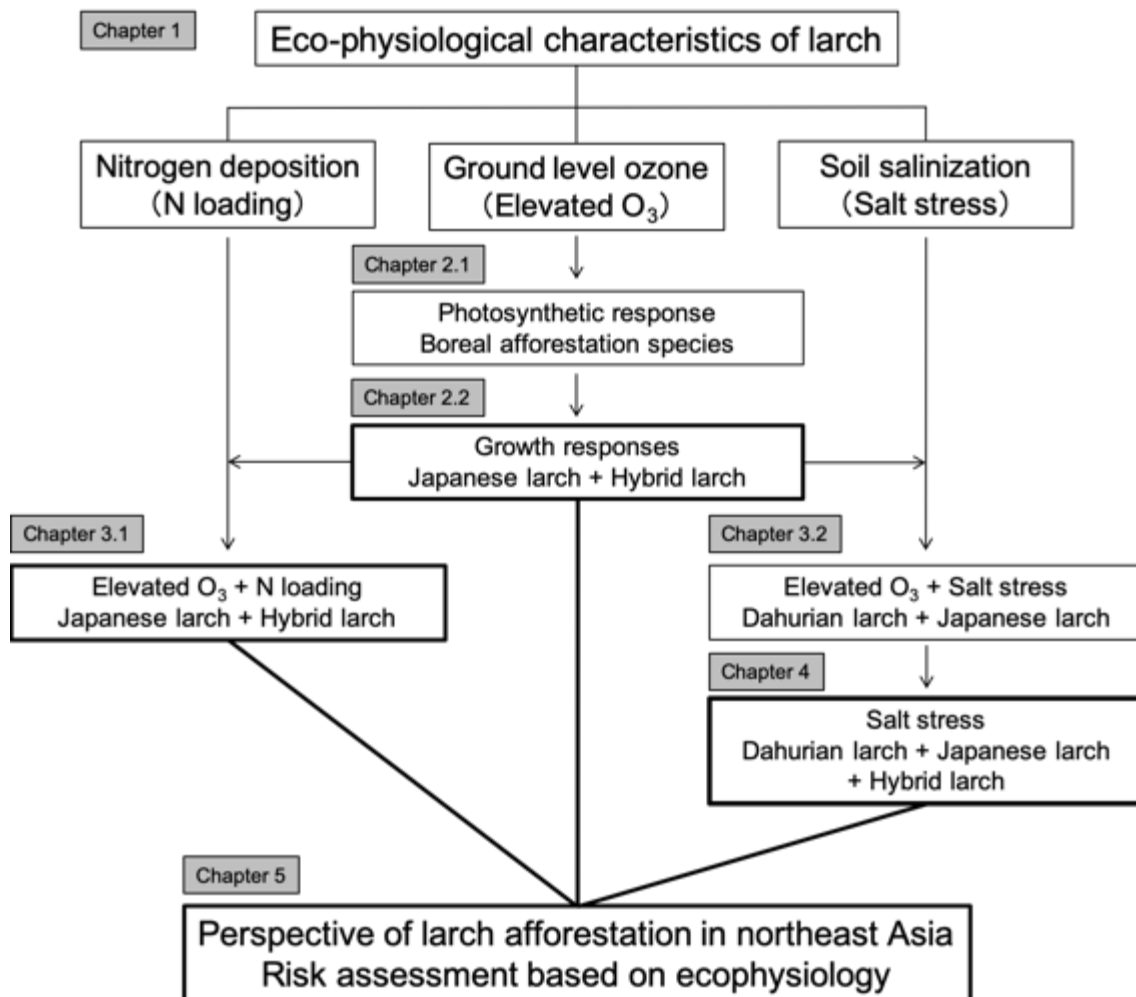 Chapter 1
Eco-physiological characteristics of larch
Nitrogen deposition
(N loading)
Ground level ozone
(Elevated O₃)
Soil salinization
(Salt stress)
Chapter 2.1
Photosynthetic response
Boreal afforestation species
Chapter 2.2
Growth responses
Japanese larch + Hybrid larch
Chapter 3.1
Elevated O₃ + N loading
Japanese larch + Hybrid larch
Chapter 3.2
Elevated O₃ + Salt stress
Dahurian larch + Japanese larch
Chapter 4
Salt stress
Dahurian larch + Japanese larch
+ Hybrid larch
Chapter 5
Perspective of larch afforestation in northeast Asia
Risk assessment based on ecophysiology